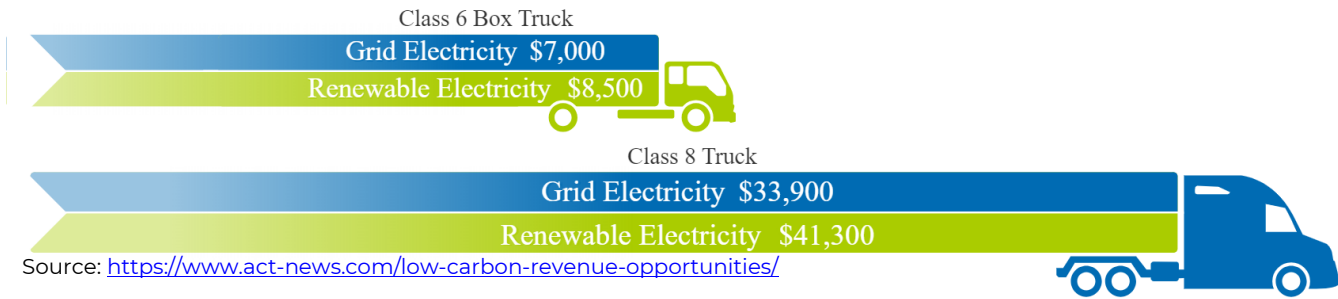 Class 6 Box Truck
Grid Electricity $7,000
Renewable Electricity $8,500
Class 8 Truck
Grid Electricity $33,900
Renewable Electricity $41,300
Source: https://www.act-news.com/low-carbon-revenue-opportunities/